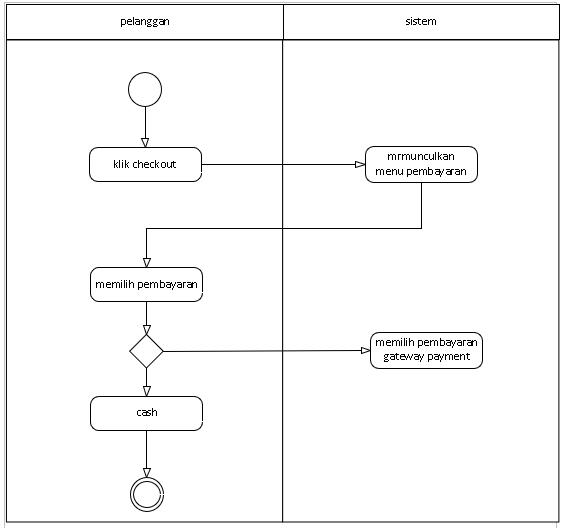 pelanggan
sistem
klik checkout
mrmunculkan
menu pembayaran
memilih pembayaran
memilih pembayaran
gateway payment
cash